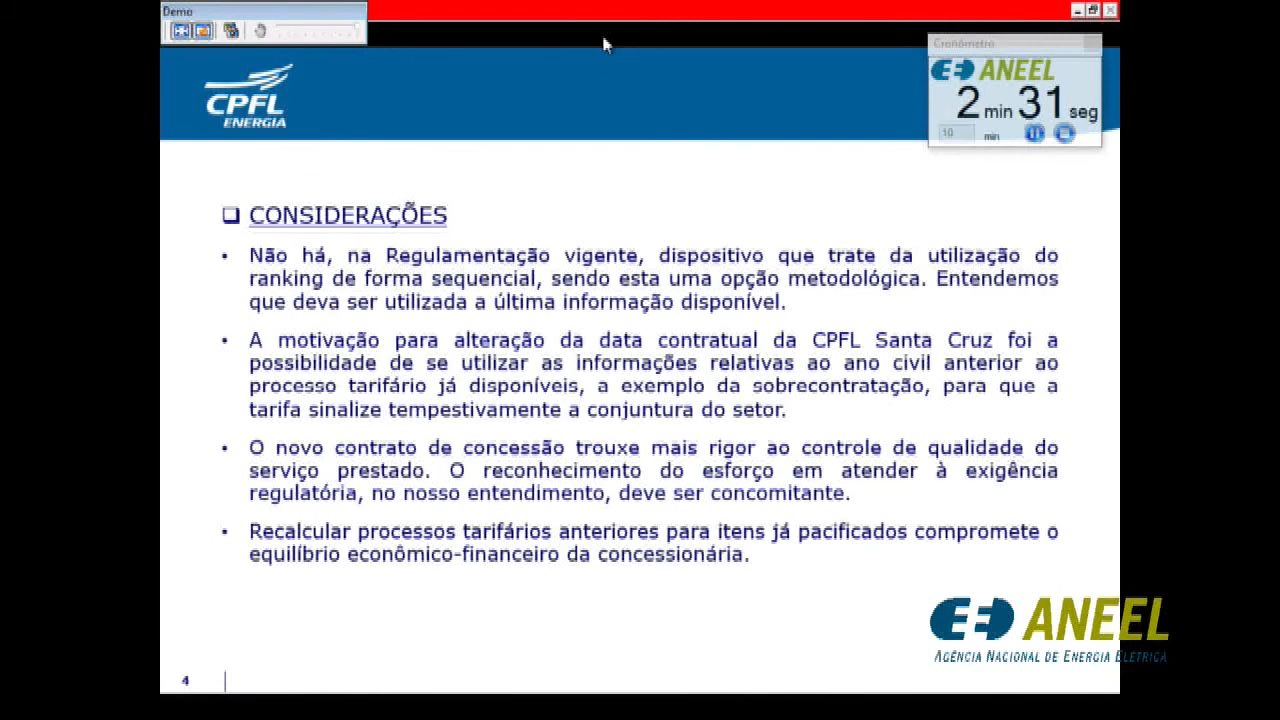 Demo
Cronômetro
ANEEL
2 min 31 seg
10 min
CPFL
ENERGIA
CONSIDERAÇÕES
• Não há, na Regulamentação vigente, dispositivo que trate da utilização do
ranking de forma sequencial, sendo esta uma opção metodológica. Entendemos
que deva ser utilizada a última informação disponível.
• A motivação para alteração da data contratual da CPFL Santa Cruz foi a
possibilidade de se utilizar as informações relativas ao ano civil anterior ao
processo tarifário já disponíveis, a exemplo da sobrecontratação, para que a
tarifa sinalize tempestivamente a conjuntura do setor.
• O novo contrato de concessão trouxe mais rigor ao controle de qualidade do
serviço prestado. O reconhecimento do esforço em atender à exigência
regulatória, no nosso entendimento, deve ser concomitante.
• Recalcular processos tarifários anteriores para itens já pacificados compromete o
equilíbrio econômico-financeiro da concessionária.
ANEEL
AGÊNCIA NACIONAL DE ENERGIA ELÉTRICA
4